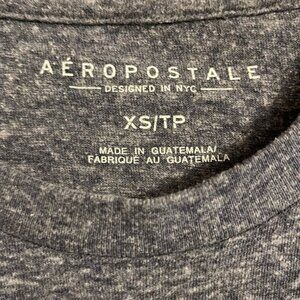 AÉROPOSTALE
DESIGNED IN NYC
XS/TP
MADE IN GUATEMALA/
FABRIQUÉ AU GUATEMALA